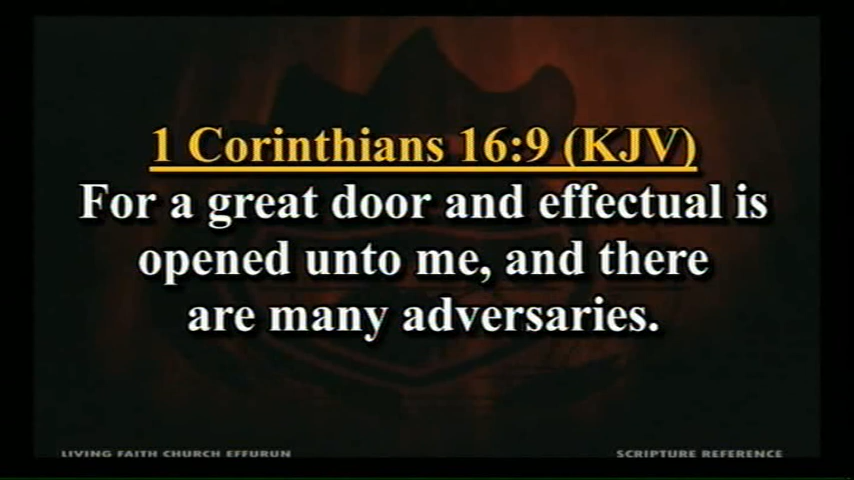 1 Corinthians 16:9 (KJV)
For a great door and effectual is
opened unto me, and there
are many adversaries.
LIVING FAITH CHURCH EFFURUN
SCRIPTURE REFERENCE